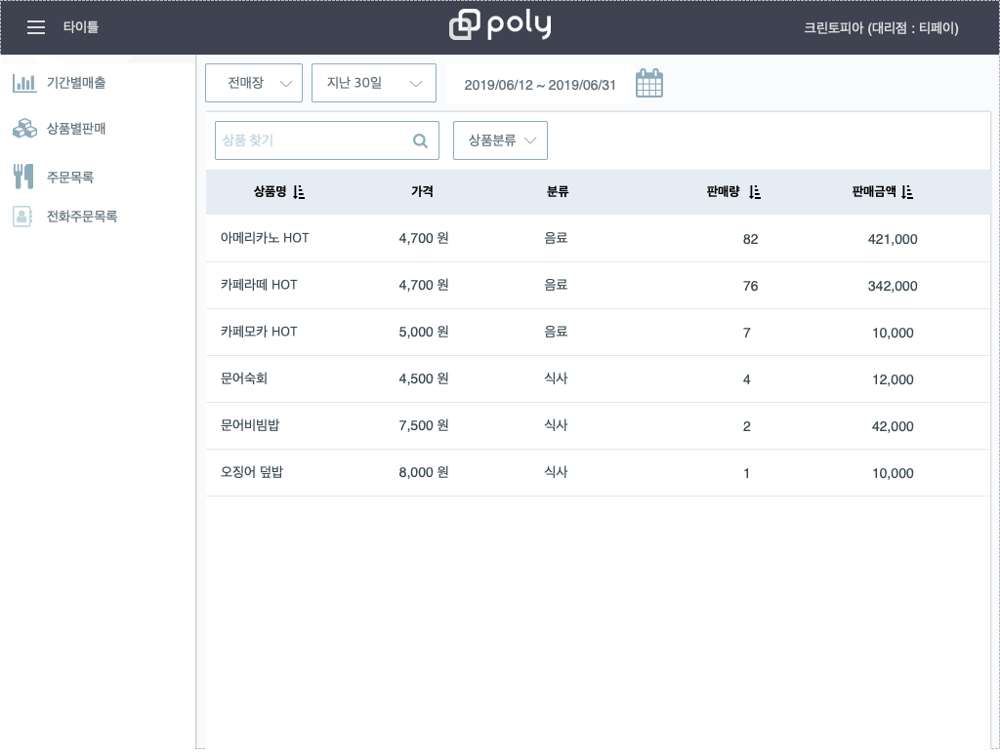 타이틀
poly
크린토피아 (대리점 : 티페이)
기간별매출
상품별판매
주문목록
전화주문목록
전매장
지난 30일
2019/06/12 ~ 2019/06/31
상품 찾기
상품분류
상품명 가격 분류 판매량 판매금액
아메리카노 HOT 4,700 원 음료 82 421,000
카페라떼 HOT 4,700 원 음료 76 342,000
카페모카 HOT 5,000 원 음료 7 10,000
문어숙회 4,500 원 식사 4 12,000
문어비빔밥 7,500 원 식사 2 42,000
오징어 덮밥 8,000 원 식사 1 10,000